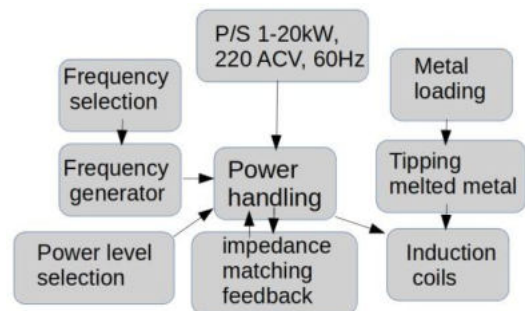 P/S 1-20kW,
220 ACV, 60Hz
Frequency
selection
Metal
loading
Frequency
generator
Power
handling
Tipping
melted metal
Power level
selection
impedance
matching
feedback
Induction
coils